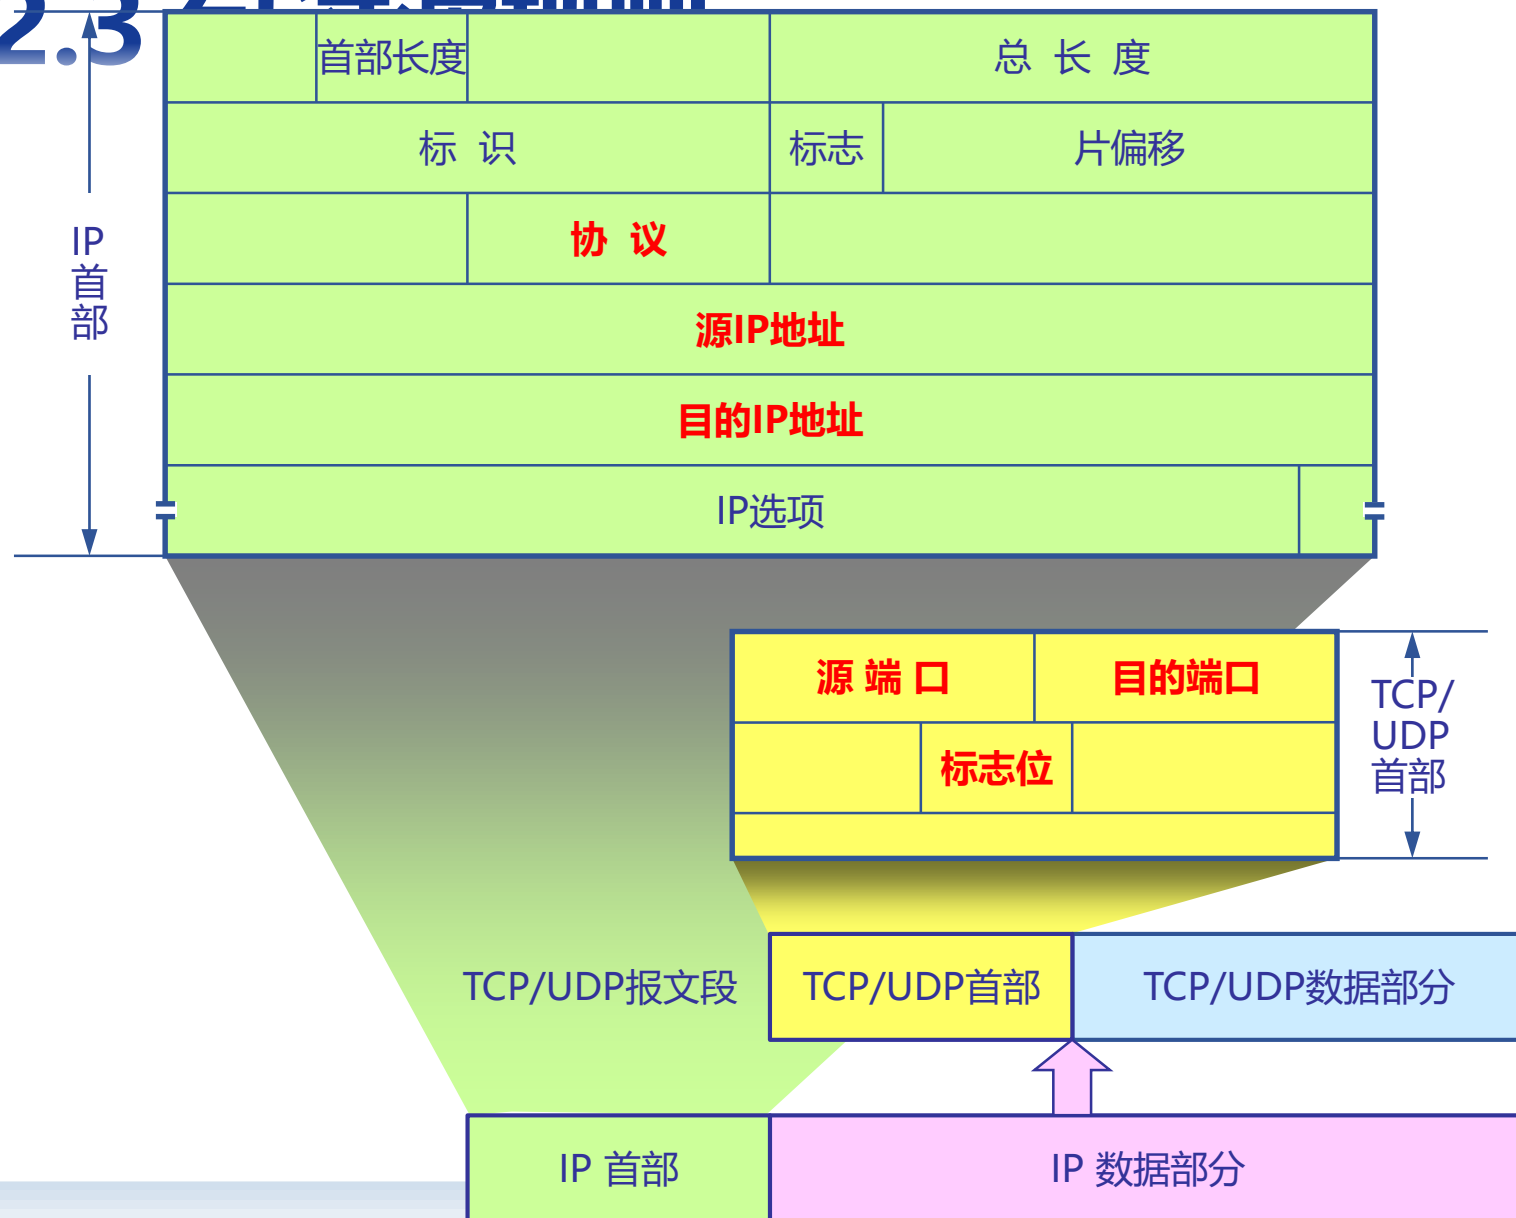 2.3
首部长度
总 长 度
标 识
标志
片偏移
协 议
源IP地址
目的IP地址
IP选项
IP
首
部
源 端 口
目的端口
标志位
TCP/
UDP
首部
TCP/UDP报文段
TCP/UDP首部
TCP/UDP数据部分
IP 首部
IP 数据部分